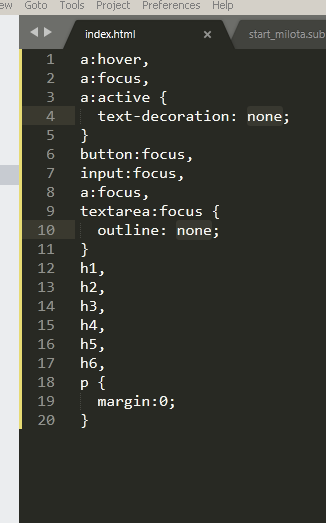 ew Goto Tools Project Preferences Help
index.html × start_milota.sub
1 a:hover,
2 a:focus,
3 a:active {
4 text-decoration: none;
5 }
6 button:focus,
7 input:focus,
8 a:focus,
9 textarea:focus {
10 outline: none;
11 }
12 h1,
13 h2,
14 h3,
15 h4,
16 h5,
17 h6,
18 p {
19 margin:0;
20 }